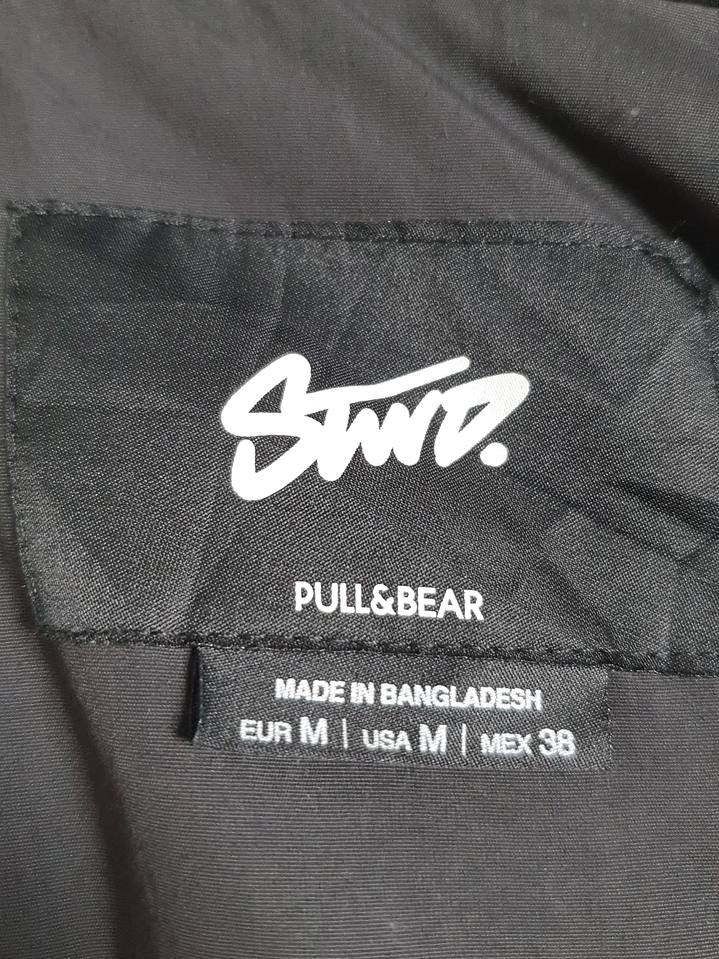 STWD.
PULL&BEAR
MADE IN BANGLADESH
EUR M | USA M | MEX 38